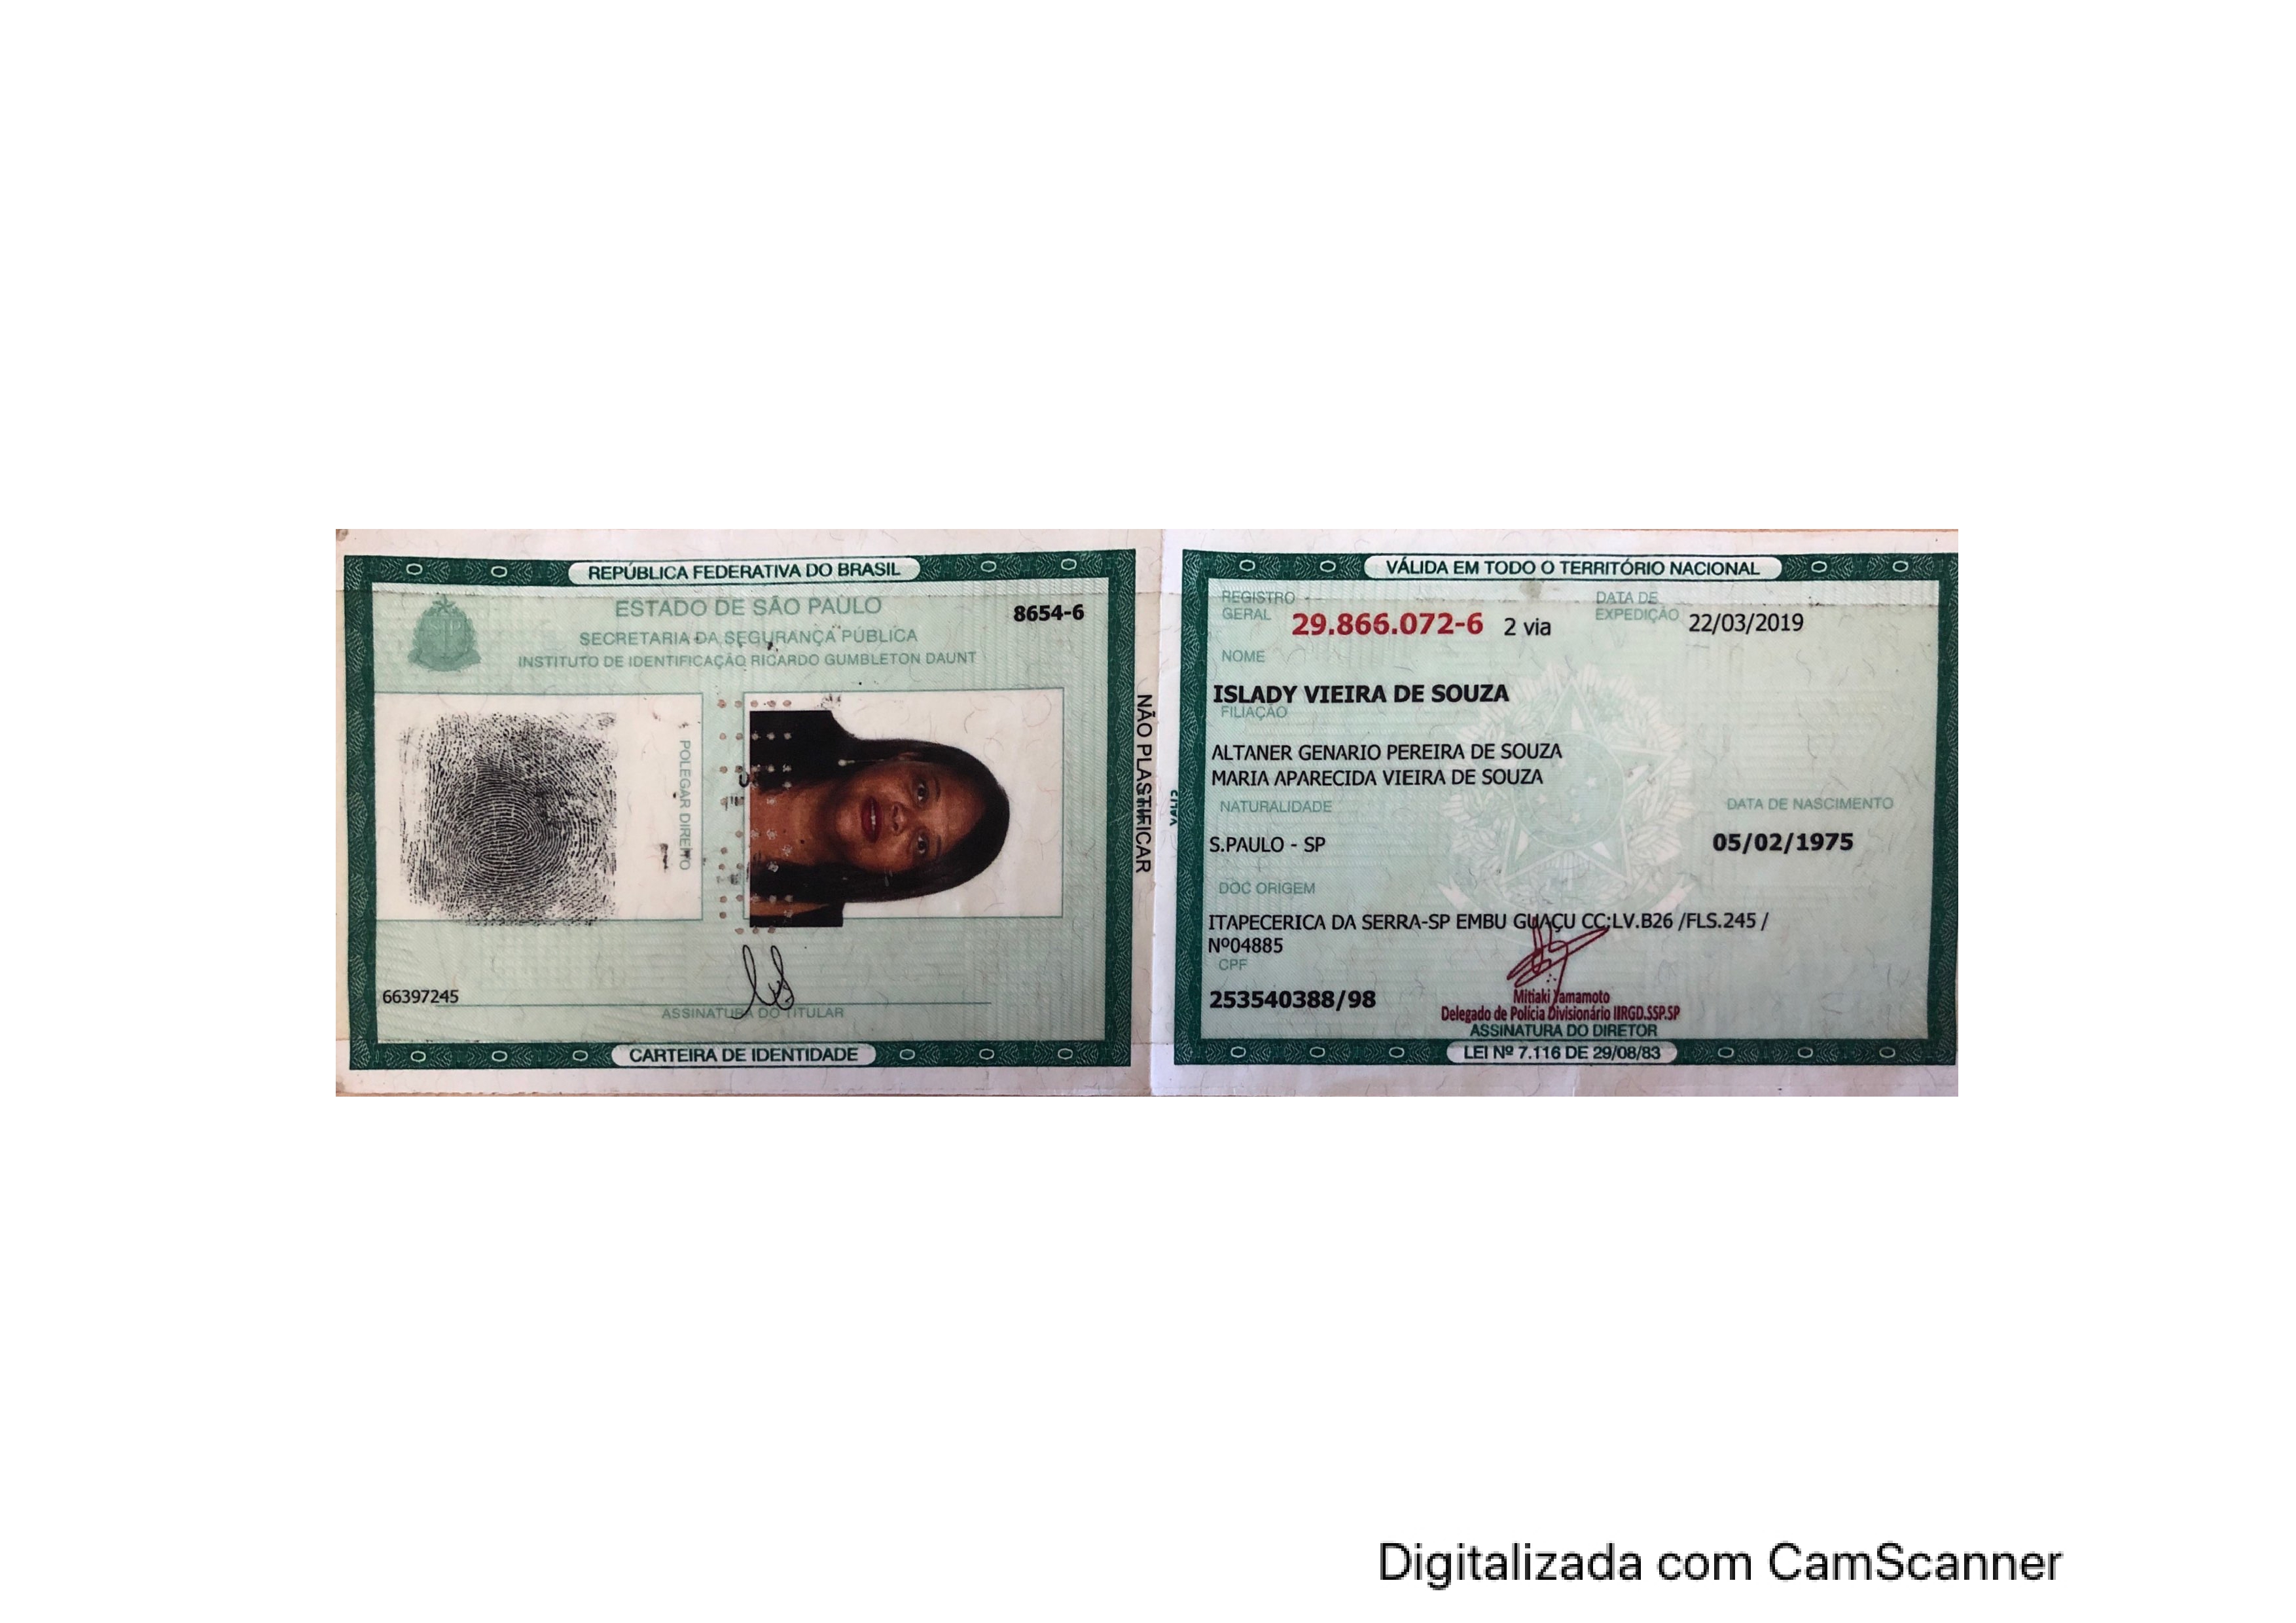 REPÚBLICA FEDERATIVA DO BRASIL
ESTADO DE SÃO PAULO
8654-6
SECRETARIA DA SEGURANÇA PÚBLICA
INSTITUTO DE IDENTIFICAÇÃO RICARDO GUMBLETON DAUNT
POLEGAR DIREITO
66397245
ASSINATURA DO TITULAR
CARTEIRA DE IDENTIDADE
NÃO PLASTIFICAR
VÁLIDA EM TODO O TERRITÓRIO NACIONAL
REGISTRO GERAL 29.866.072-6 2 via DATA DE EXPEDIÇÃO 22/03/2019
NOME
ISLADY VIEIRA DE SOUZA
FILIAÇÃO
ALTANER GENARIO PEREIRA DE SOUZA
MARIA APARECIDA VIEIRA DE SOUZA
NATURALIDADE DATA DE NASCIMENTO
S.PAULO - SP 05/02/1975
DOC ORIGEM
ITAPECERICA DA SERRA-SP EMBU GUAÇU CC:LV.B26 /FLS.245 /
Nº04885
CPF
253540388/98
Mitiaki Yamamoto
Delegado de Polícia Divisionário IIRGD.SSP.SP
ASSINATURA DO DIRETOR
LEI Nº 7.116 DE 29/08/83
Digitalizada com CamScanner